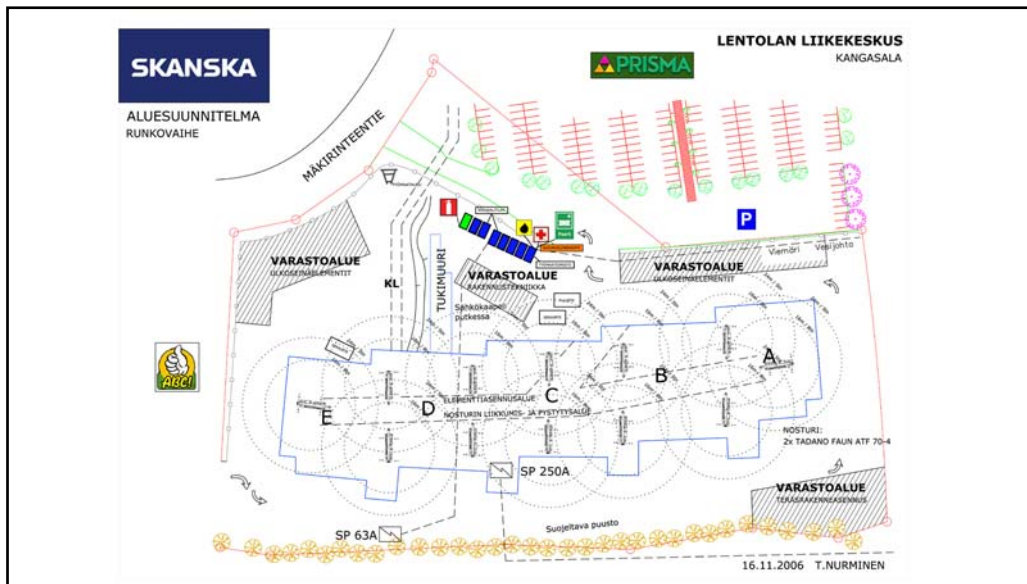 SKANSKA
ALUESUUNNITELMA
RUNKOVAIHE
LENTOLAN LIIKEKESKUS
KANGASALA
PRISMA
MÄKIRINTEENTIE
P
VARASTOALUE
ULKOSEINÄELEMENTIT
KL
TUKIMUURI
VARASTOALUE
RAKENNUSTEKNIIKKA
Sähkökaapeli
putkessa
VARASTOALUE
ULKOSEINÄELEMENTIT
Viemäri
Vesijohto
ABC!
A
B
C
D
E
ELEMENTTIASENNUSALUE
NOSTURIN LIIKKUMIS- JA PYSTYTYSALUE
NOSTURI:
2x TADANO FAUN ATF 70-4
SP 250A
VARASTOALUE
TERÄSRAKENNEASENNUS
SP 63A
Suojeltava puusto
16.11.2006 T.NURMINEN